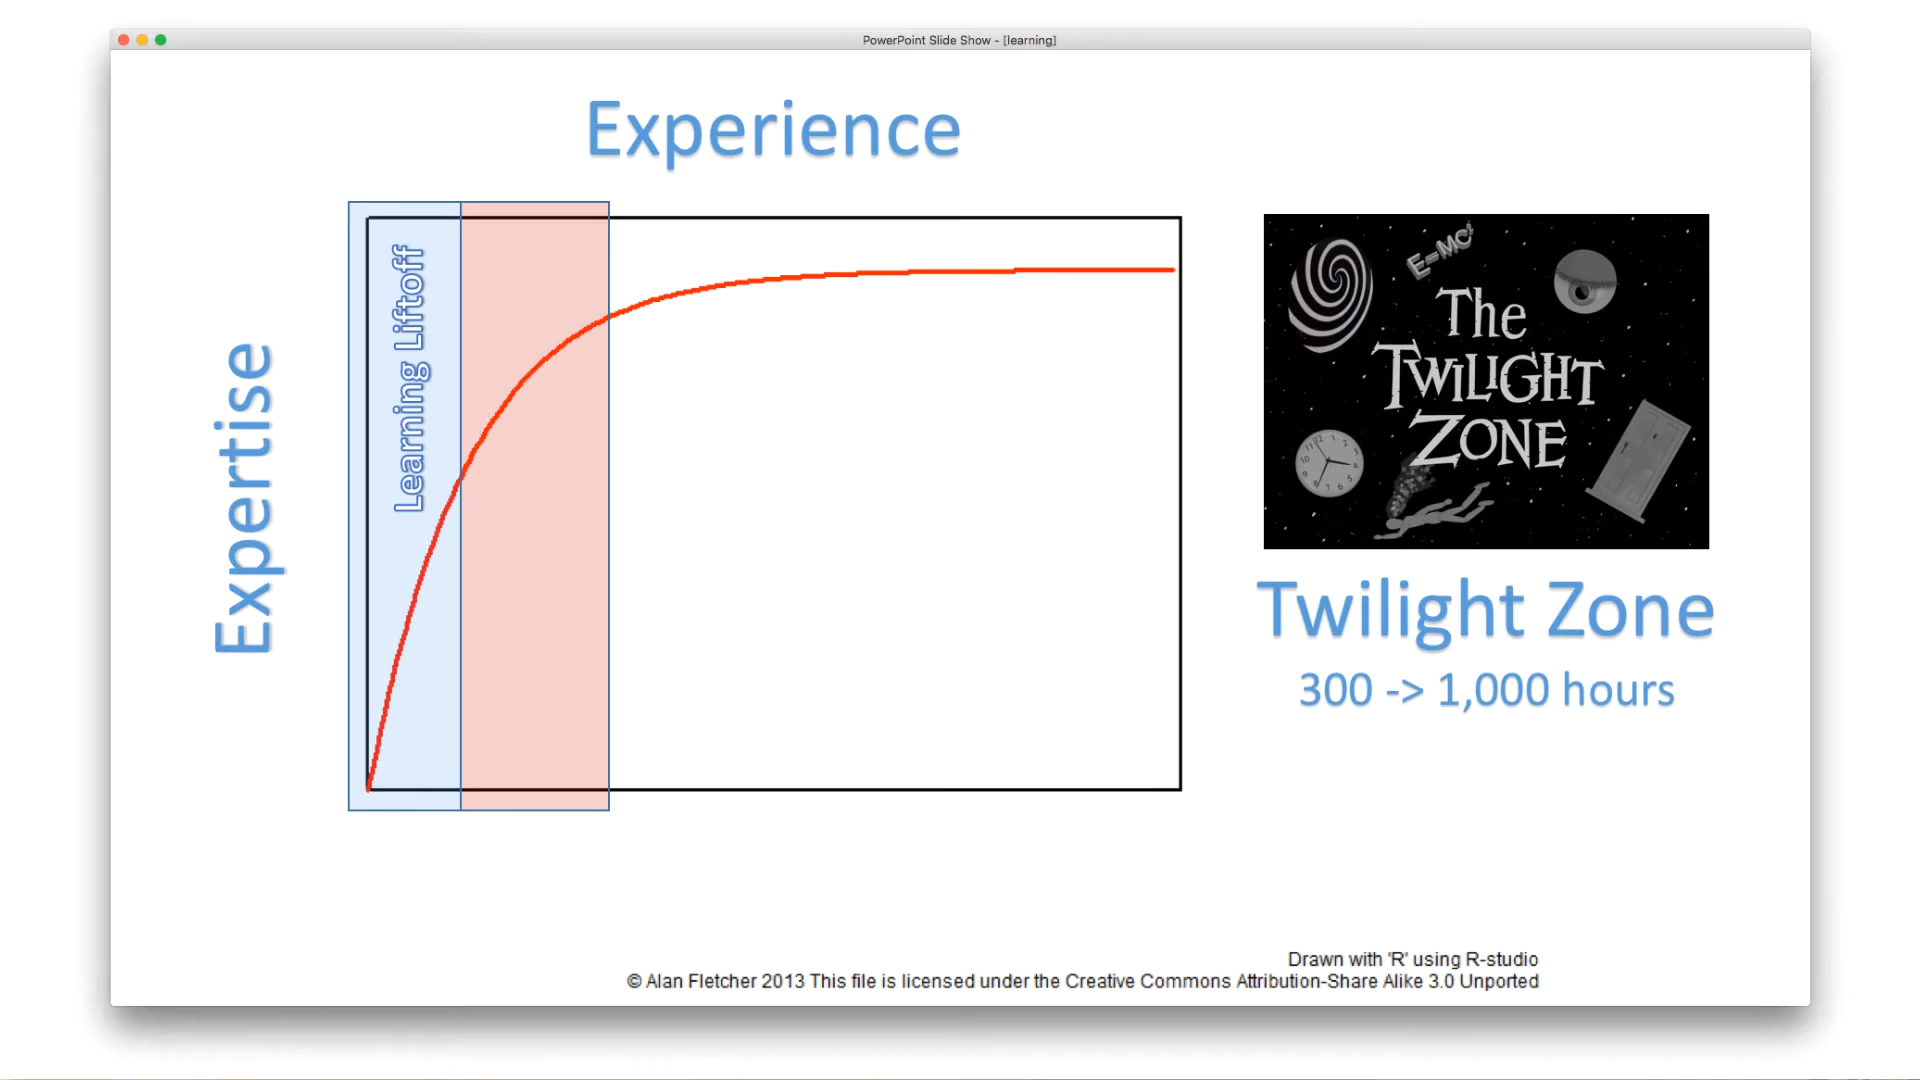 PowerPoint Slide Show - [learning]
Experience
Expertise
Learning Liftoff
E=MC²
The
TWILIGHT
ZONE
Twilight Zone
300 -> 1,000 hours
Drawn with 'R' using R-studio
© Alan Fletcher 2013 This file is licensed under the Creative Commons Attribution-Share Alike 3.0 Unported